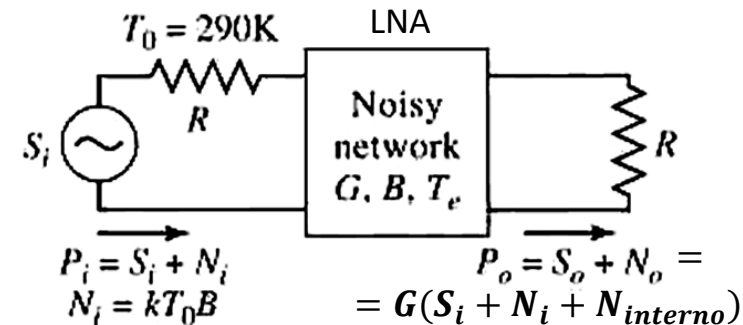 T₀ = 290K
LNA
R
Sᵢ
Noisy
network
G, B, Tₑ
R
Pᵢ = Sᵢ + Nᵢ
Nᵢ = kT₀B
Pₒ = Sₒ + Nₒ =
= G(Sᵢ + Nᵢ + N_interno)